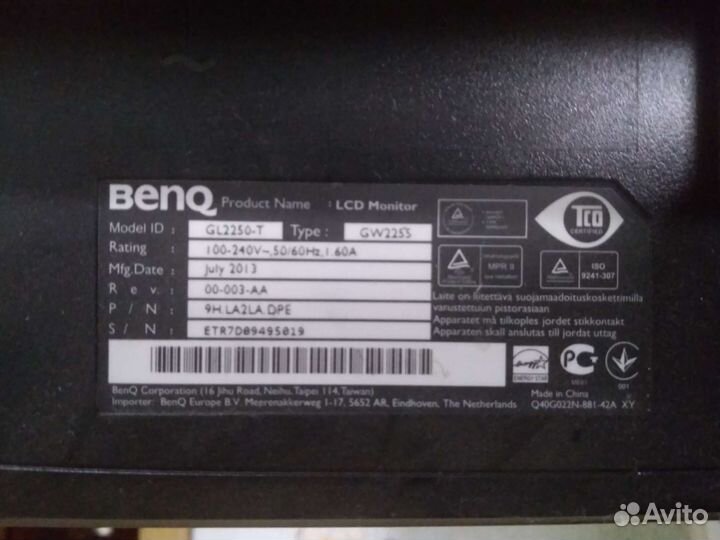 BenQ Product Name : LCD Monitor
Model ID : GL2250-T Type : GW2255
Rating : 100-240V~,50/60Hz,1.60A
Mfg.Date : July 2013
R e v. : 00-003-AA
P / N : 9H.LA2LA.DPE
S / N : ETR7D09495019
TCO
CERTIFIED
MPR II
ISO
9241-307
Laite on liitettävä suojamaadoituskoskettimilla
varustettuun pistorasiaan
Apparatet må tilkoples jordet stikkontakt
Apparaten skall anslutas till jordat uttag
ENERGY STAR
001
BenQ Corporation (16 Jihu Road, Neihu, Taipei 114, Taiwan)
Importer: BenQ Europe B.V. Meerenakkerweg 1-17, 5652 AR, Eindhoven, The Netherlands
Made in China
Q40G022N-881-42A XY
Avito